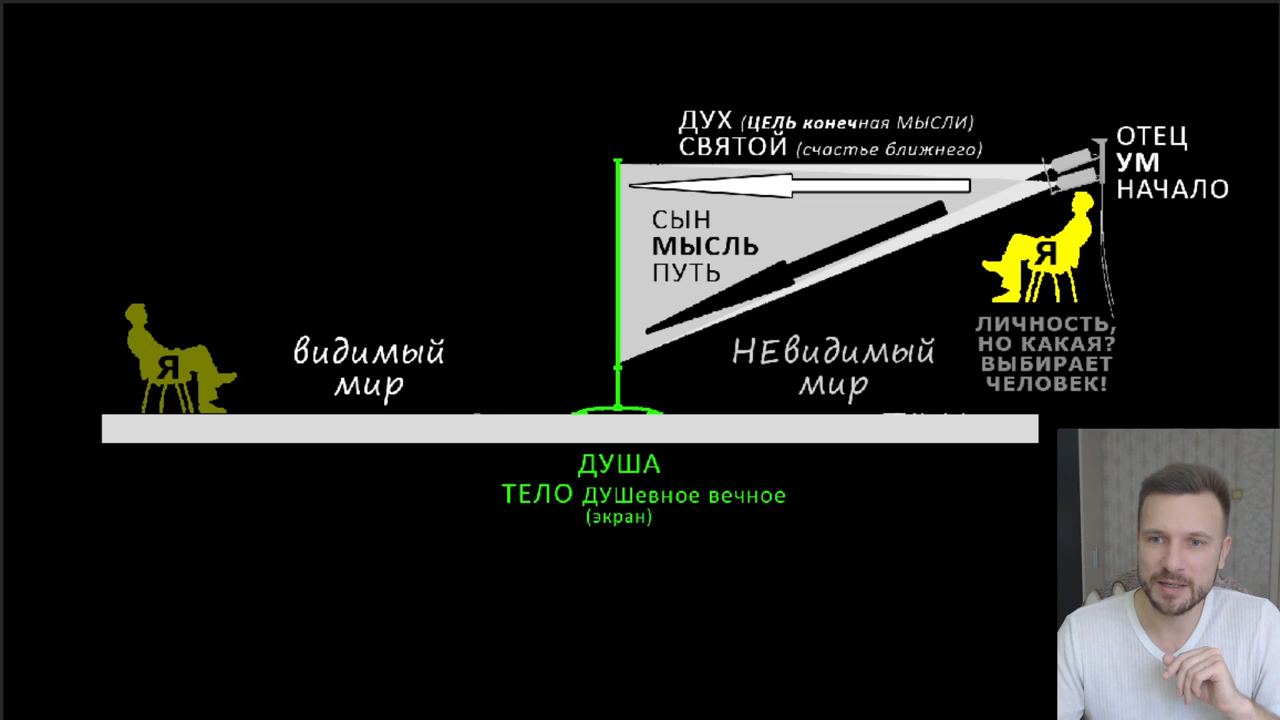 ДУХ (ЦЕЛЬ конечная МЫСЛИ)
СВЯТОЙ (счастье ближнего)
ОТЕЦ
УМ
НАЧАЛО
СЫН
МЫСЛЬ
ПУТЬ
Я
ЛИЧНОСТЬ,
НО КАКАЯ?
ВЫБИРАЕТ
ЧЕЛОВЕК!
Я
видимый
мир
НЕвидимый
мир
ДУША
ТЕЛО ДУШевное вечное
(экран)